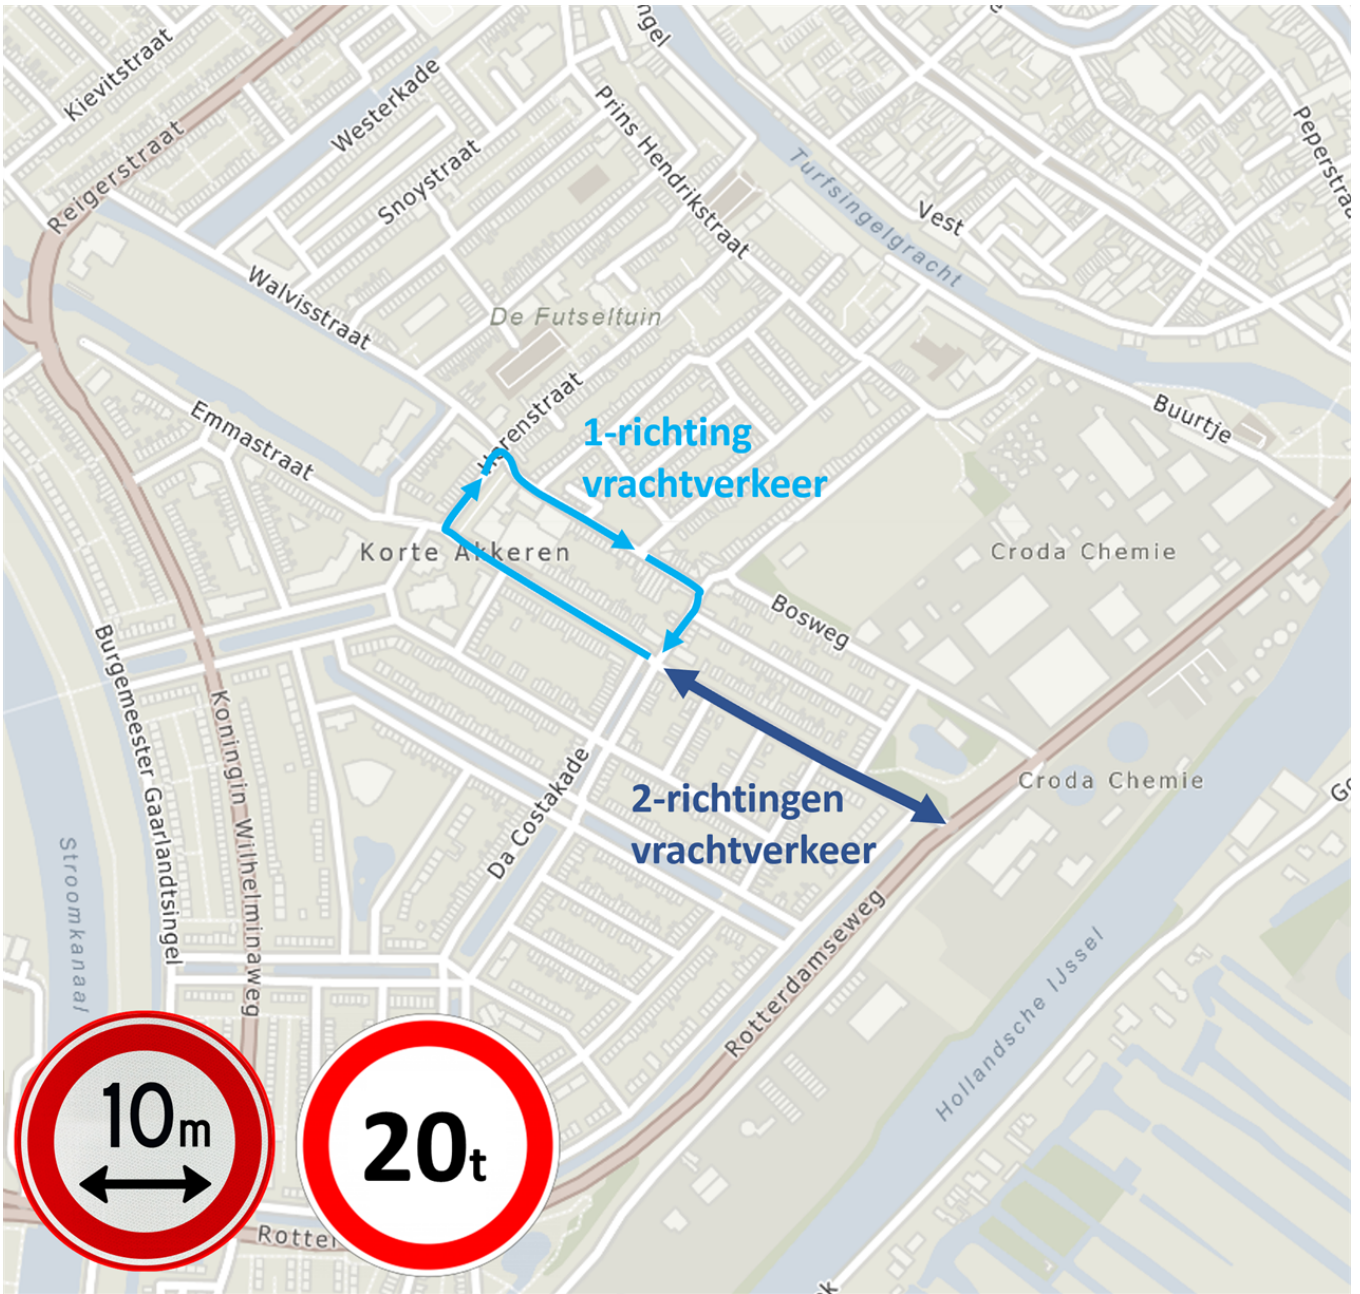 Kievitstraat
Westerkade
Reigerstraat
Snoystraat
Prins Hendrikstraat
Turfsingelgracht
Vest
Walvisstraat
De Futseltuin
Emmastraat
1-richting
vrachtverkeer
Buurtje
Korte Akkeren
Croda Chemie
Bosweg
Burgemeester Gaarlandtsingel
Koningin Wilhelminaweg
Croda Chemie
2-richtingen
vrachtverkeer
Da Costakade
Stroomkanaal
Rotterdamseweg
Hollandsche IJssel
10m
20t